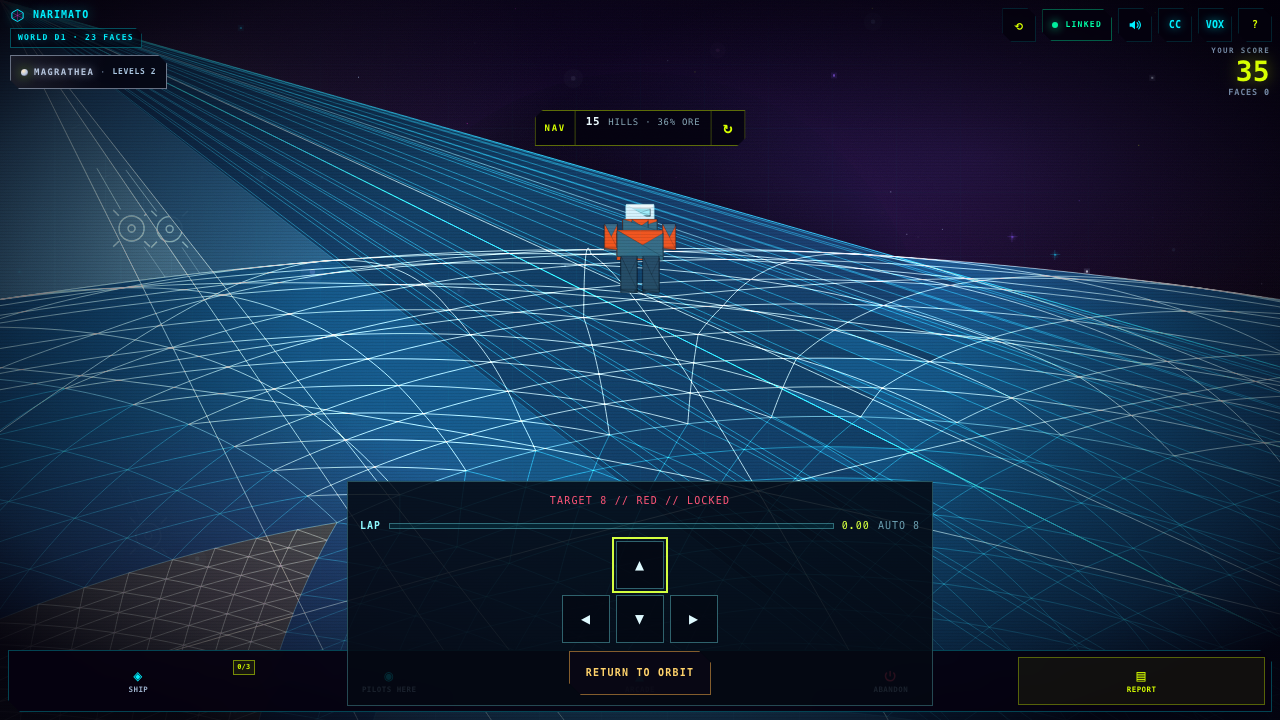 NARIMATO
WORLD D1 · 23 FACES
MAGRATHEA · LEVELS 2
LINKED
CC
VOX
?
YOUR SCORE
35
FACES 0
NAV
15 HILLS · 36% ORE
TARGET 8 // RED // LOCKED
LAP
0.00 AUTO 8
RETURN TO ORBIT
0/3
SHIP
PILOTS HERE
ABANDON
REPORT